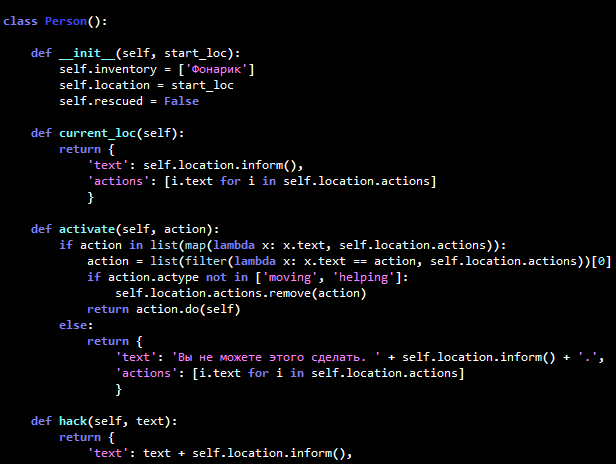 class Person():
    def __init__(self, start_loc):
        self.inventory = ['Фонарик']
        self.location = start_loc
        self.rescued = False
    def current_loc(self):
        return {
            'text': self.location.inform(),
            'actions': [i.text for i in self.location.actions]
            }
    def activate(self, action):
        if action in list(map(lambda x: x.text, self.location.actions)):
            action = list(filter(lambda x: x.text == action, self.location.actions))[0]
            if action.actype not in ['moving', 'helping']:
                self.location.actions.remove(action)
            return action.do(self)
        else:
            return {
                'text': 'Вы не можете этого сделать. ' + self.location.inform() + '.',
                'actions': [i.text for i in self.location.actions]
                }
    def hack(self, text):
        return {
            'text': text + self.location.inform(),